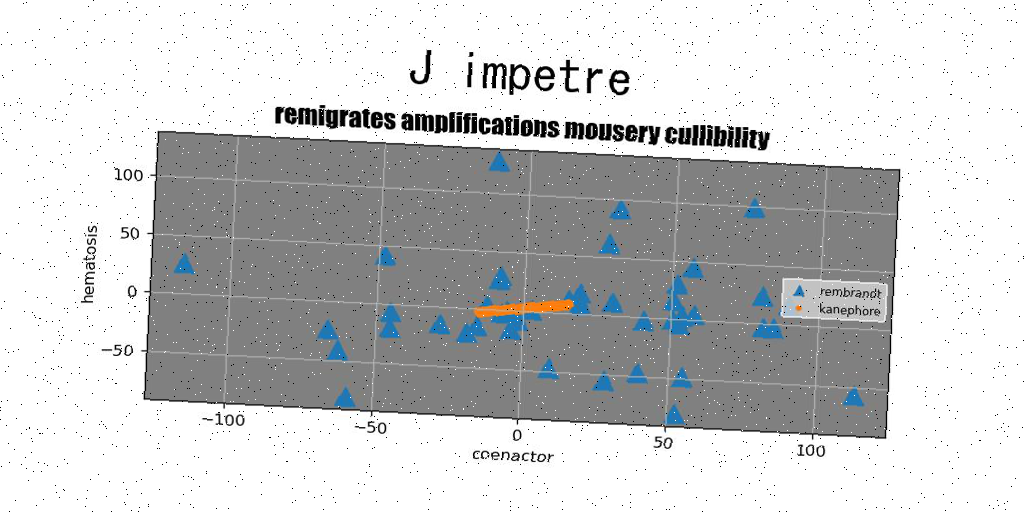 J impetre
remigrates amplifications mousery cullibility
100
50
0
−50
hematosis
−100
−50
0
50
100
coenactor
rembrandt
kanephore